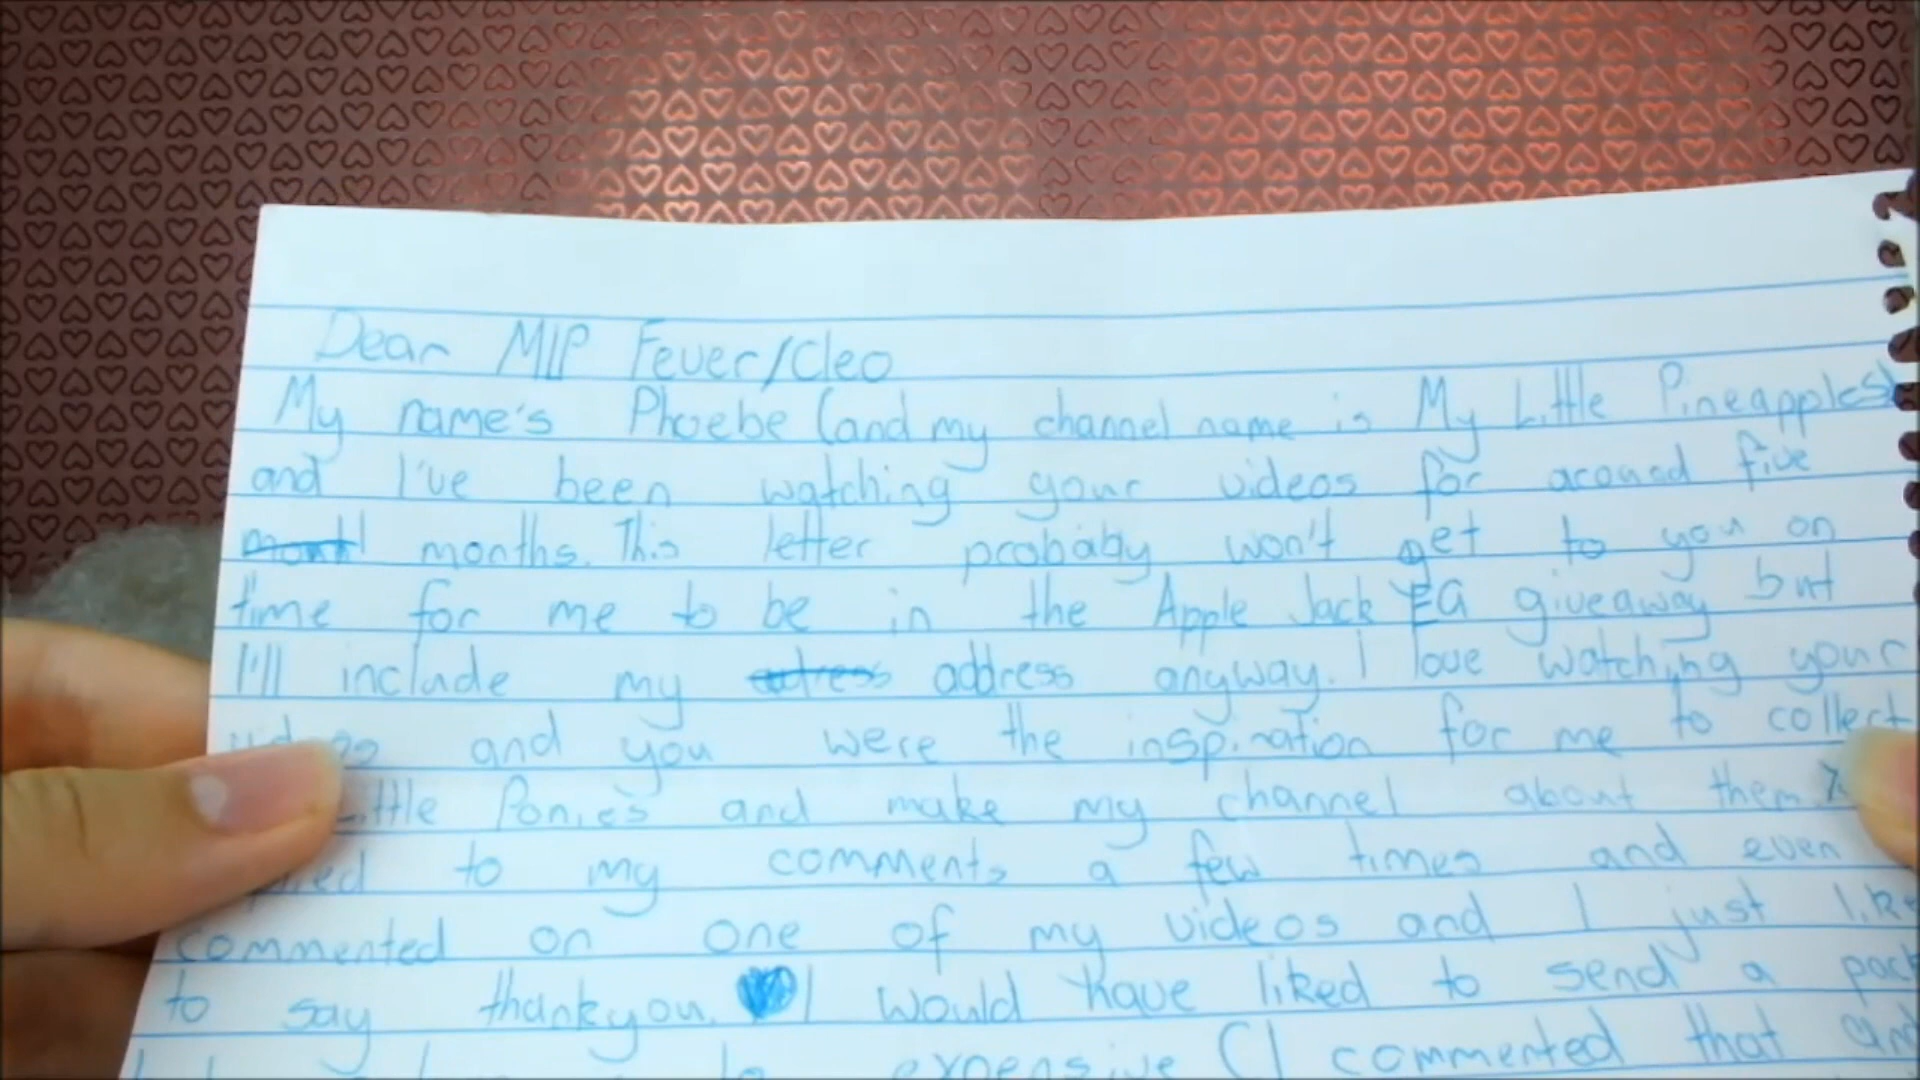 Dear MlP Fever/Cleo
My name's Phoebe (and my channel name is My Little Pineapples)
and I've been watching your videos for around five
mont months. This letter probaby won't get to you on
time for me to be in the Apple Jack EG giveaway but
I'll include my adress address anyway. I love watching your
and you were the inspiration for me to collect
Little Ponies and make my channel about them.
to my comments a few times and even
commented on one of my videos and I just like
to say thankyou. I would have liked to send a
expensive (I commented that